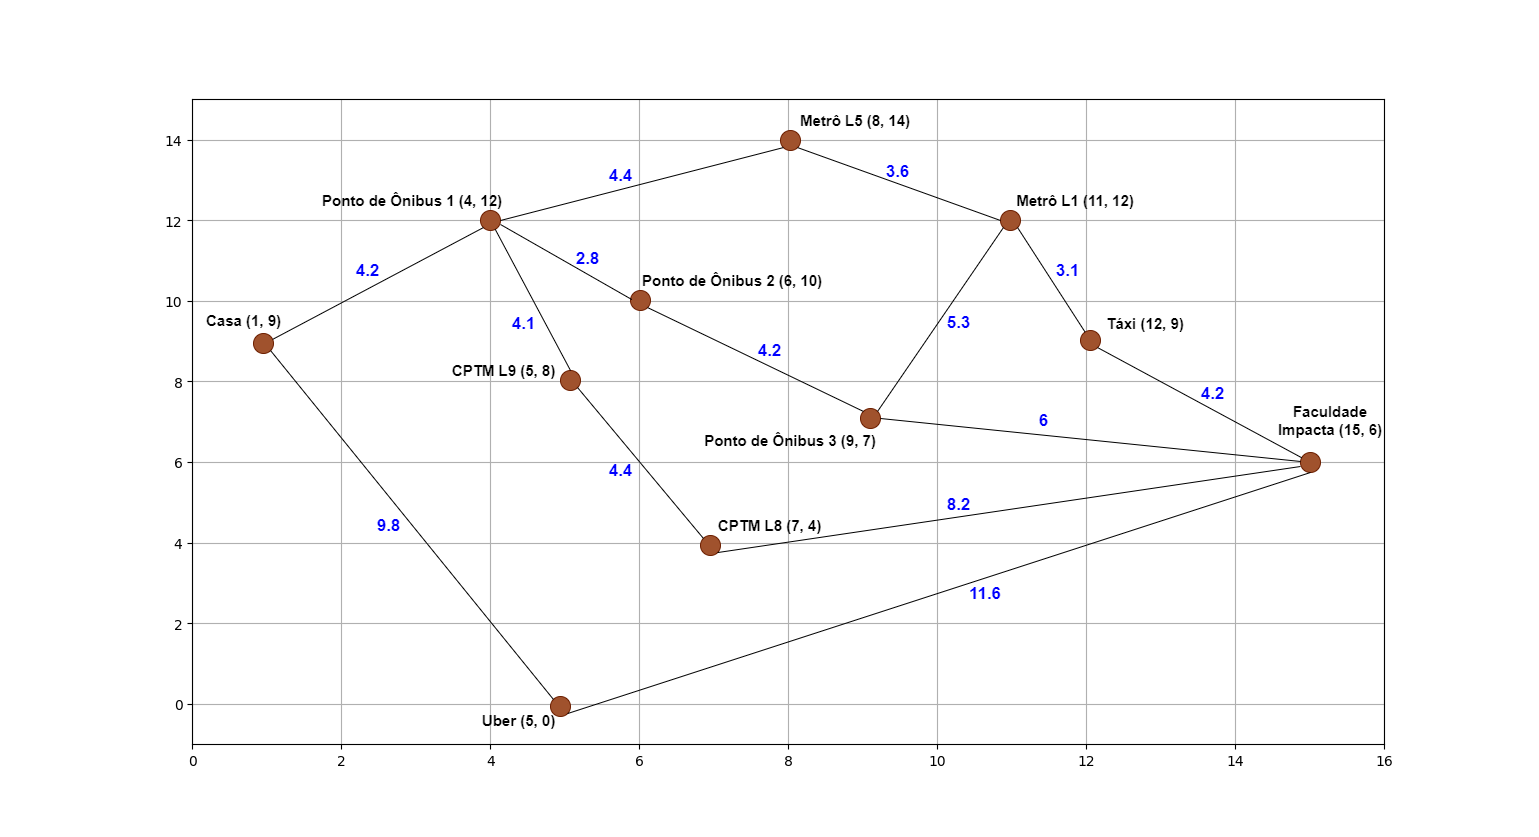 Metrô L5 (8, 14)
14
4.4
3.6
Ponto de Ônibus 1 (4, 12)
Metrô L1 (11, 12)
12
2.8
4.2
3.1
Ponto de Ônibus 2 (6, 10)
10
Casa (1, 9)
4.1
5.3
Táxi (12, 9)
4.2
CPTM L9 (5, 8)
8
4.2
Faculdade
Impacta (15, 6)
6
Ponto de Ônibus 3 (9, 7)
6
4.4
8.2
9.8
CPTM L8 (7, 4)
4
11.6
2
0
Uber (5, 0)
0
2
4
6
8
10
12
14
16